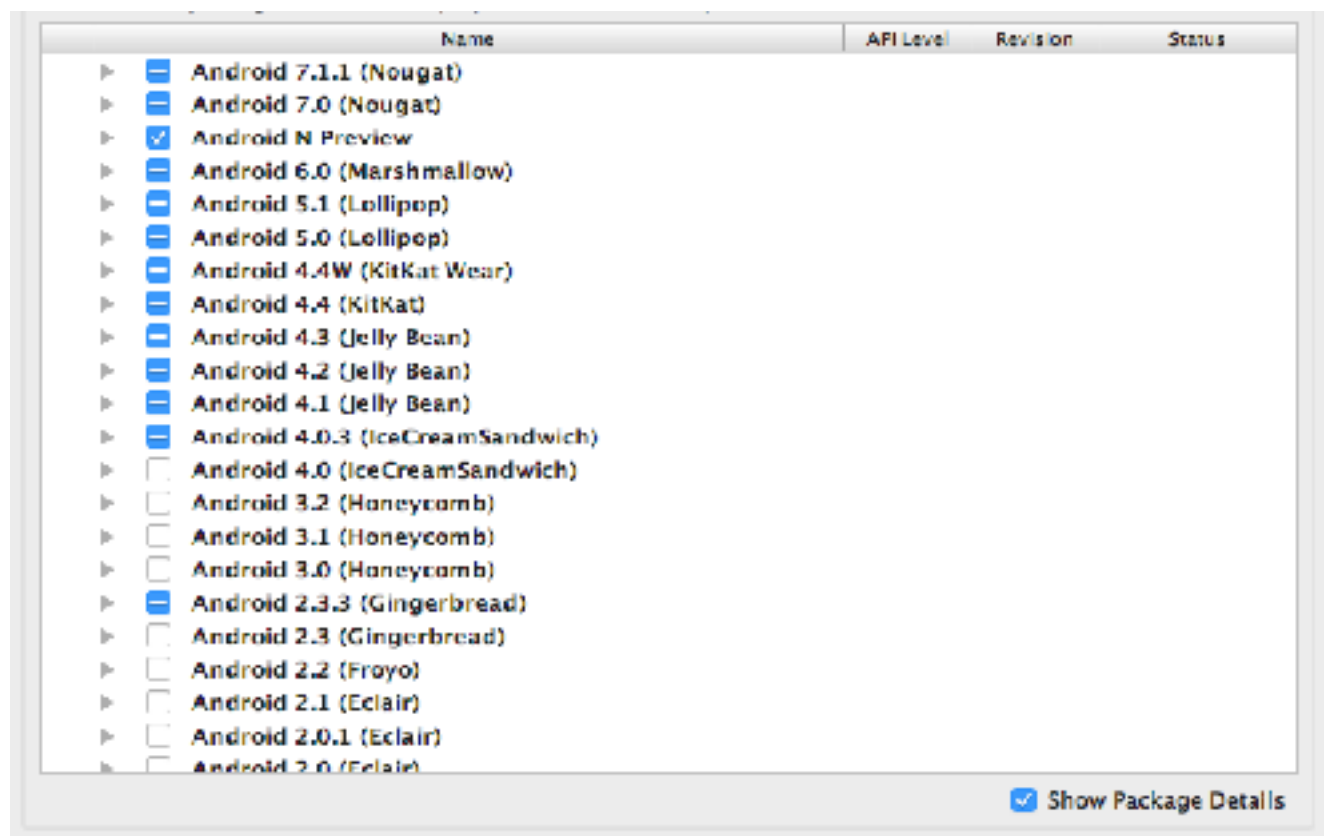 Name API Level Revision Status
Android 7.1.1 (Nougat)
Android 7.0 (Nougat)
Android N Preview
Android 6.0 (Marshmallow)
Android 5.1 (Lollipop)
Android 5.0 (Lollipop)
Android 4.4W (KitKat Wear)
Android 4.4 (KitKat)
Android 4.3 (Jelly Bean)
Android 4.2 (Jelly Bean)
Android 4.1 (Jelly Bean)
Android 4.0.3 (IceCreamSandwich)
Android 4.0 (IceCreamSandwich)
Android 3.2 (Honeycomb)
Android 3.1 (Honeycomb)
Android 3.0 (Honeycomb)
Android 2.3.3 (Gingerbread)
Android 2.3 (Gingerbread)
Android 2.2 (Froyo)
Android 2.1 (Eclair)
Android 2.0.1 (Eclair)
Android 2.0 (Eclair)
Show Package Details